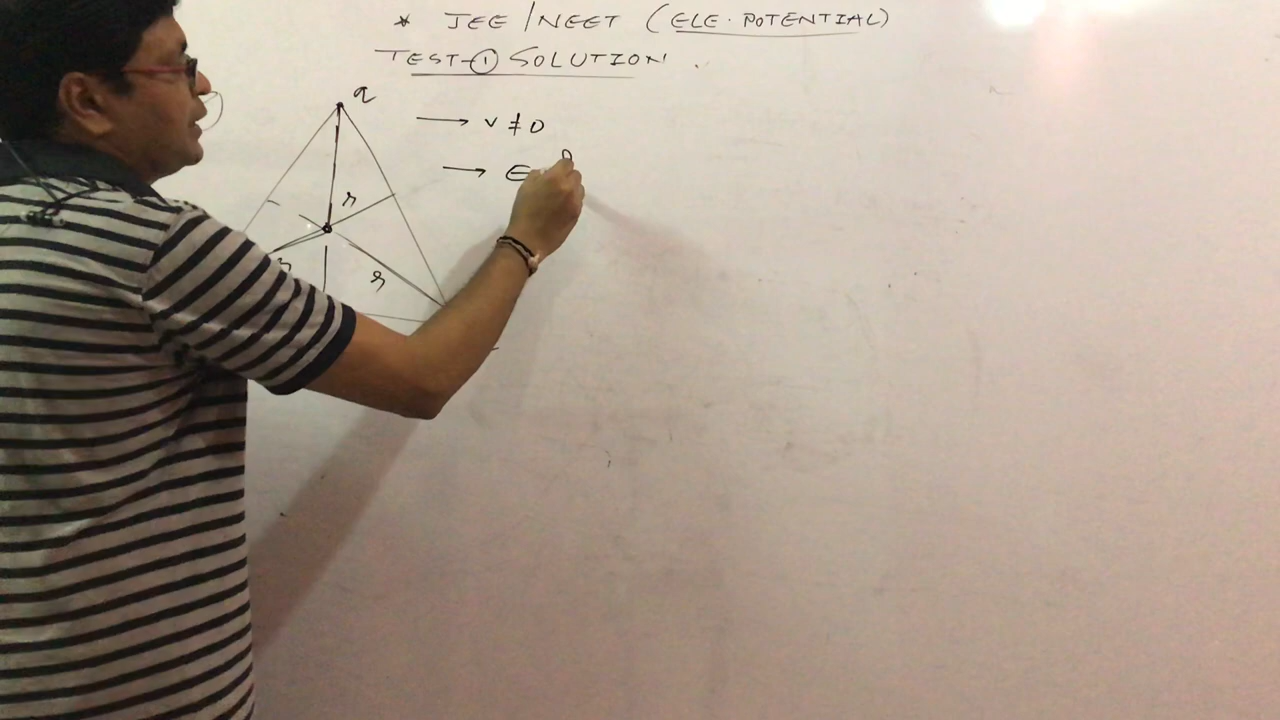 * JEE / NEET (ELE. POTENTIAL)
TEST-① SOLUTION
q
→ v ≠ 0
→ E
r
r